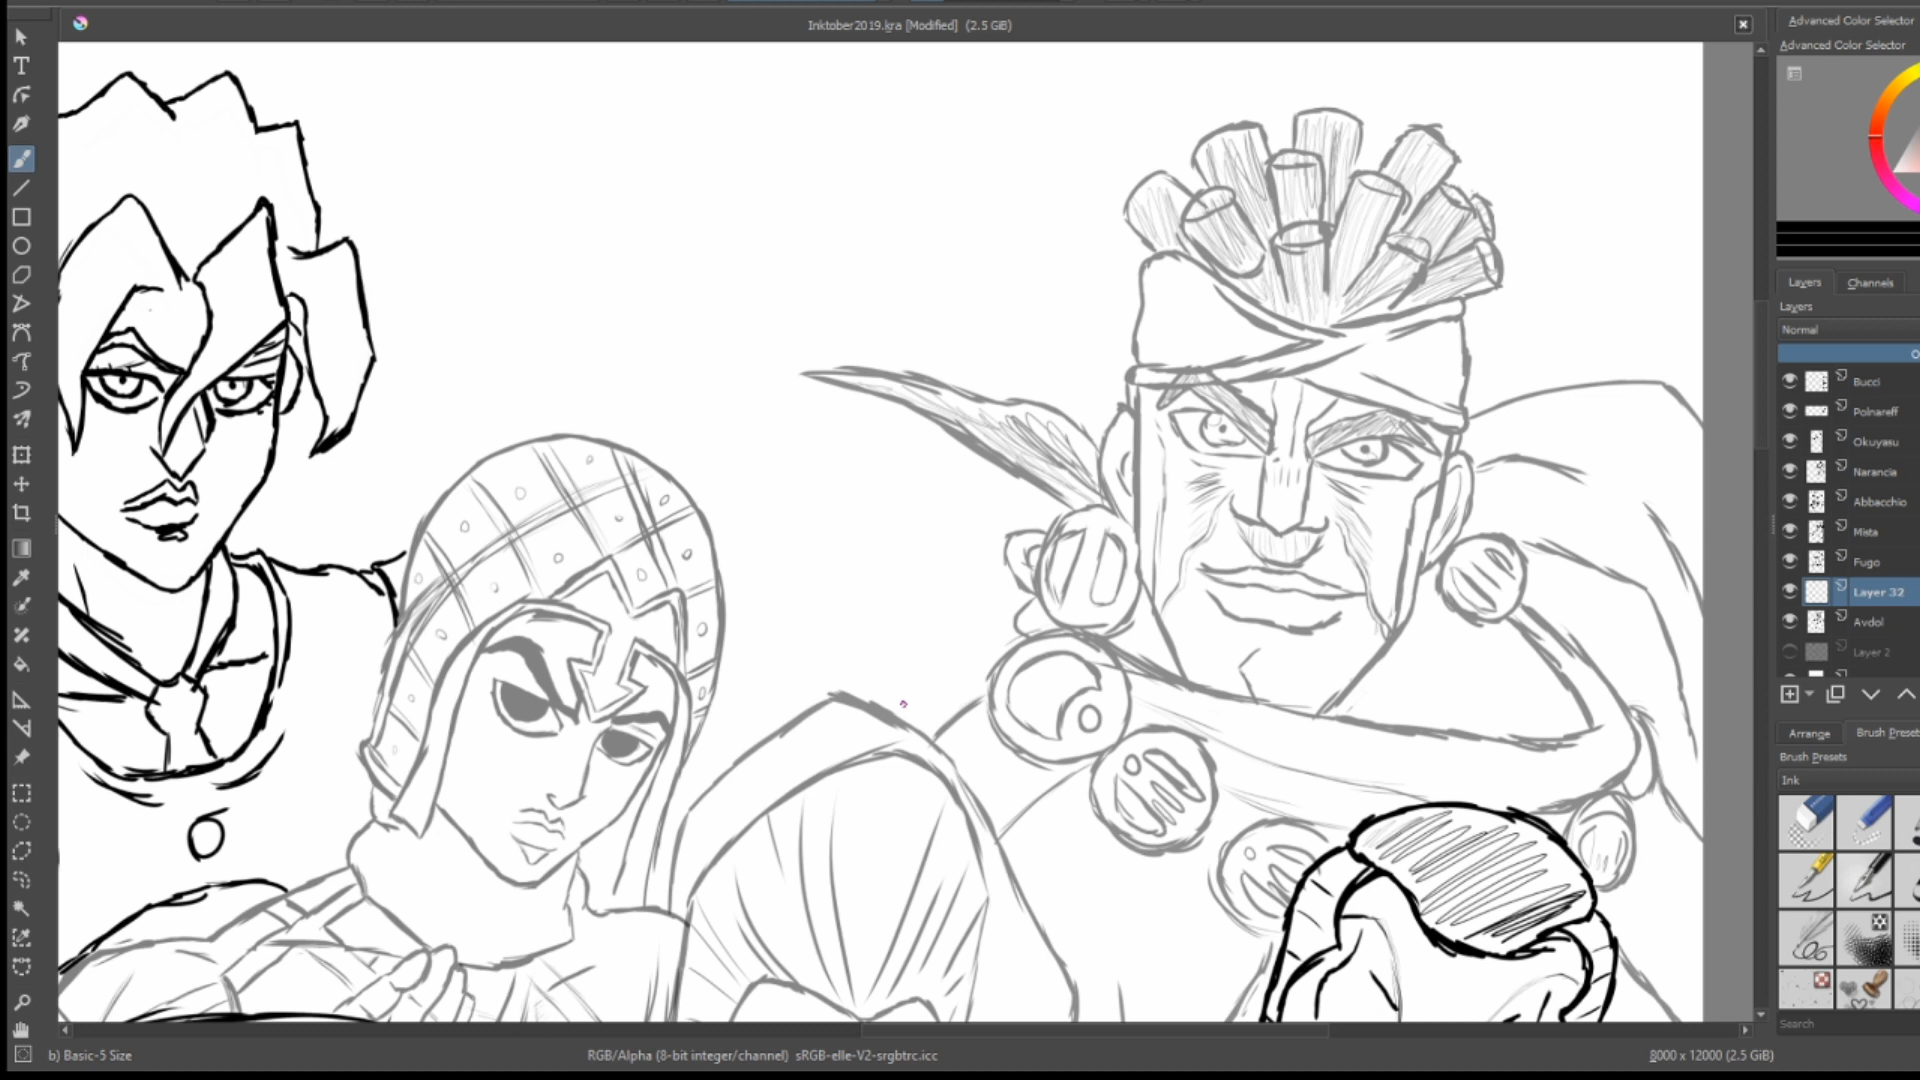 Inktober2019.kra [Modified] (2.5 GiB)
Advanced Color Selector
Advanced Color Selector
Layers
Channels
Layers
Normal
Bucci
Polnareff
Okuyasu
Narancia
Abbacchio
Mista
Fugo
Layer 32
Avdol
Layer 2
Arrange
Brush Preset
Brush Presets
Ink
Search
b) Basic-5 Size
RGB/Alpha (8-bit integer/channel) sRGB-elle-V2-srgbtrc.icc
8000 x 12000 (2.5 GiB)